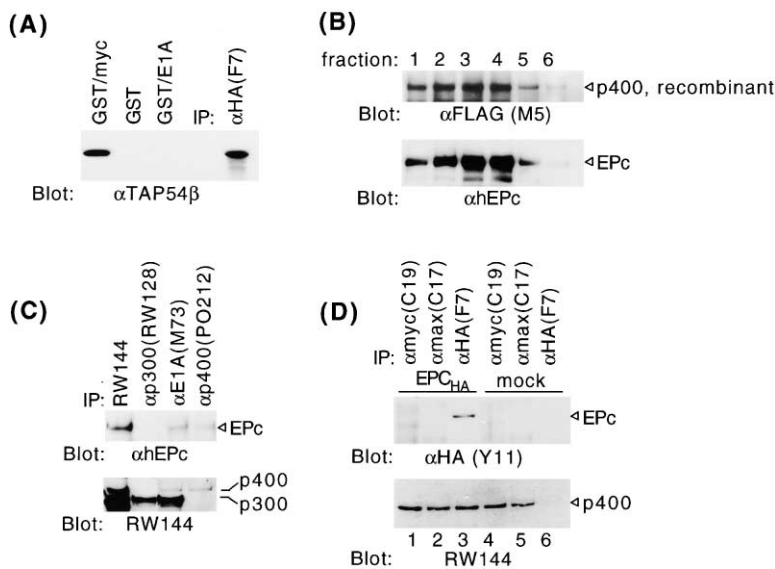 (A)
GST/myc
GST
GST/E1A
IP:
αHA(F7)
Blot: αTAP54β
(B)
fraction: 1 2 3 4 5 6
p400, recombinant
Blot: αFLAG (M5)
EPc
Blot: αhEPc
(C)
IP:
RW144
αp300(RW128)
αE1A(M73)
αp400(PO212)
EPc
Blot: αhEPc
p400
p300
Blot: RW144
(D)
IP:
αmyc(C19)
αmax(C17)
αHA(F7)
αmyc(C19)
αmax(C17)
αHA(F7)
EPCHA mock
EPc
Blot: αHA (Y11)
p400
1 2 3 4 5 6
Blot: RW144